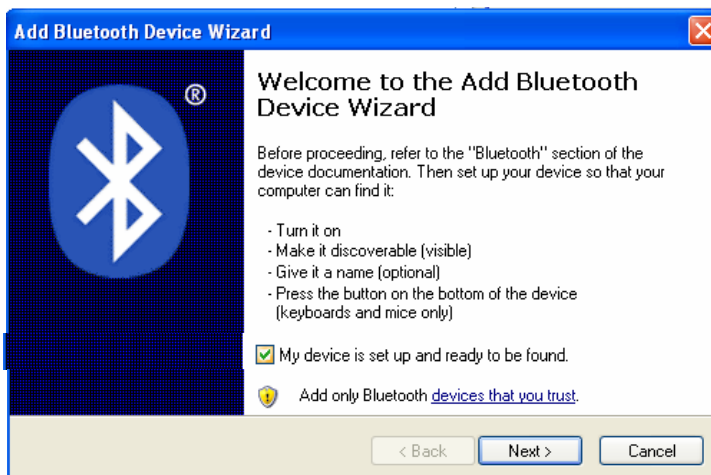 Add Bluetooth Device Wizard
®
Welcome to the Add Bluetooth
Device Wizard
Before proceeding, refer to the "Bluetooth" section of the
device documentation. Then set up your device so that your
computer can find it:
- Turn it on
- Make it discoverable (visible)
- Give it a name (optional)
- Press the button on the bottom of the device
(keyboards and mice only)
My device is set up and ready to be found.
Add only Bluetooth devices that you trust.
< Back Next > Cancel